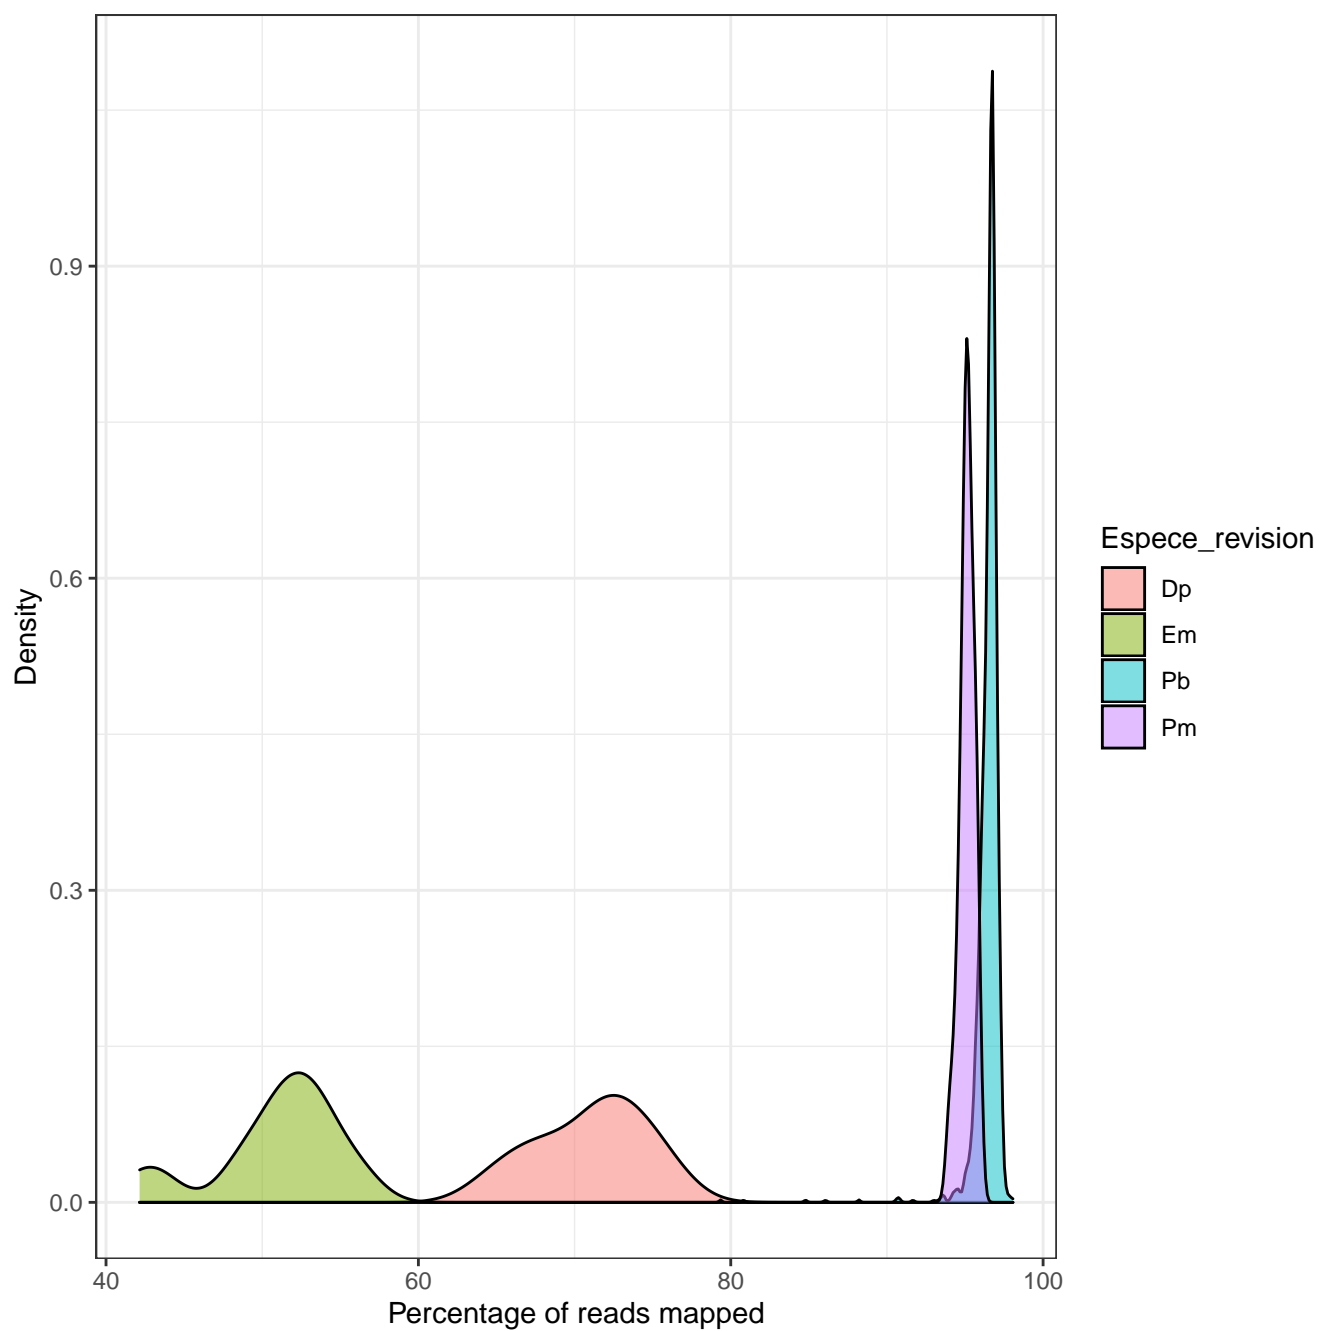 Density
0.9
0.6
0.3
0.0
40 60 80 100
Percentage of reads mapped
Espece_revision
Dp
Em
Pb
Pm